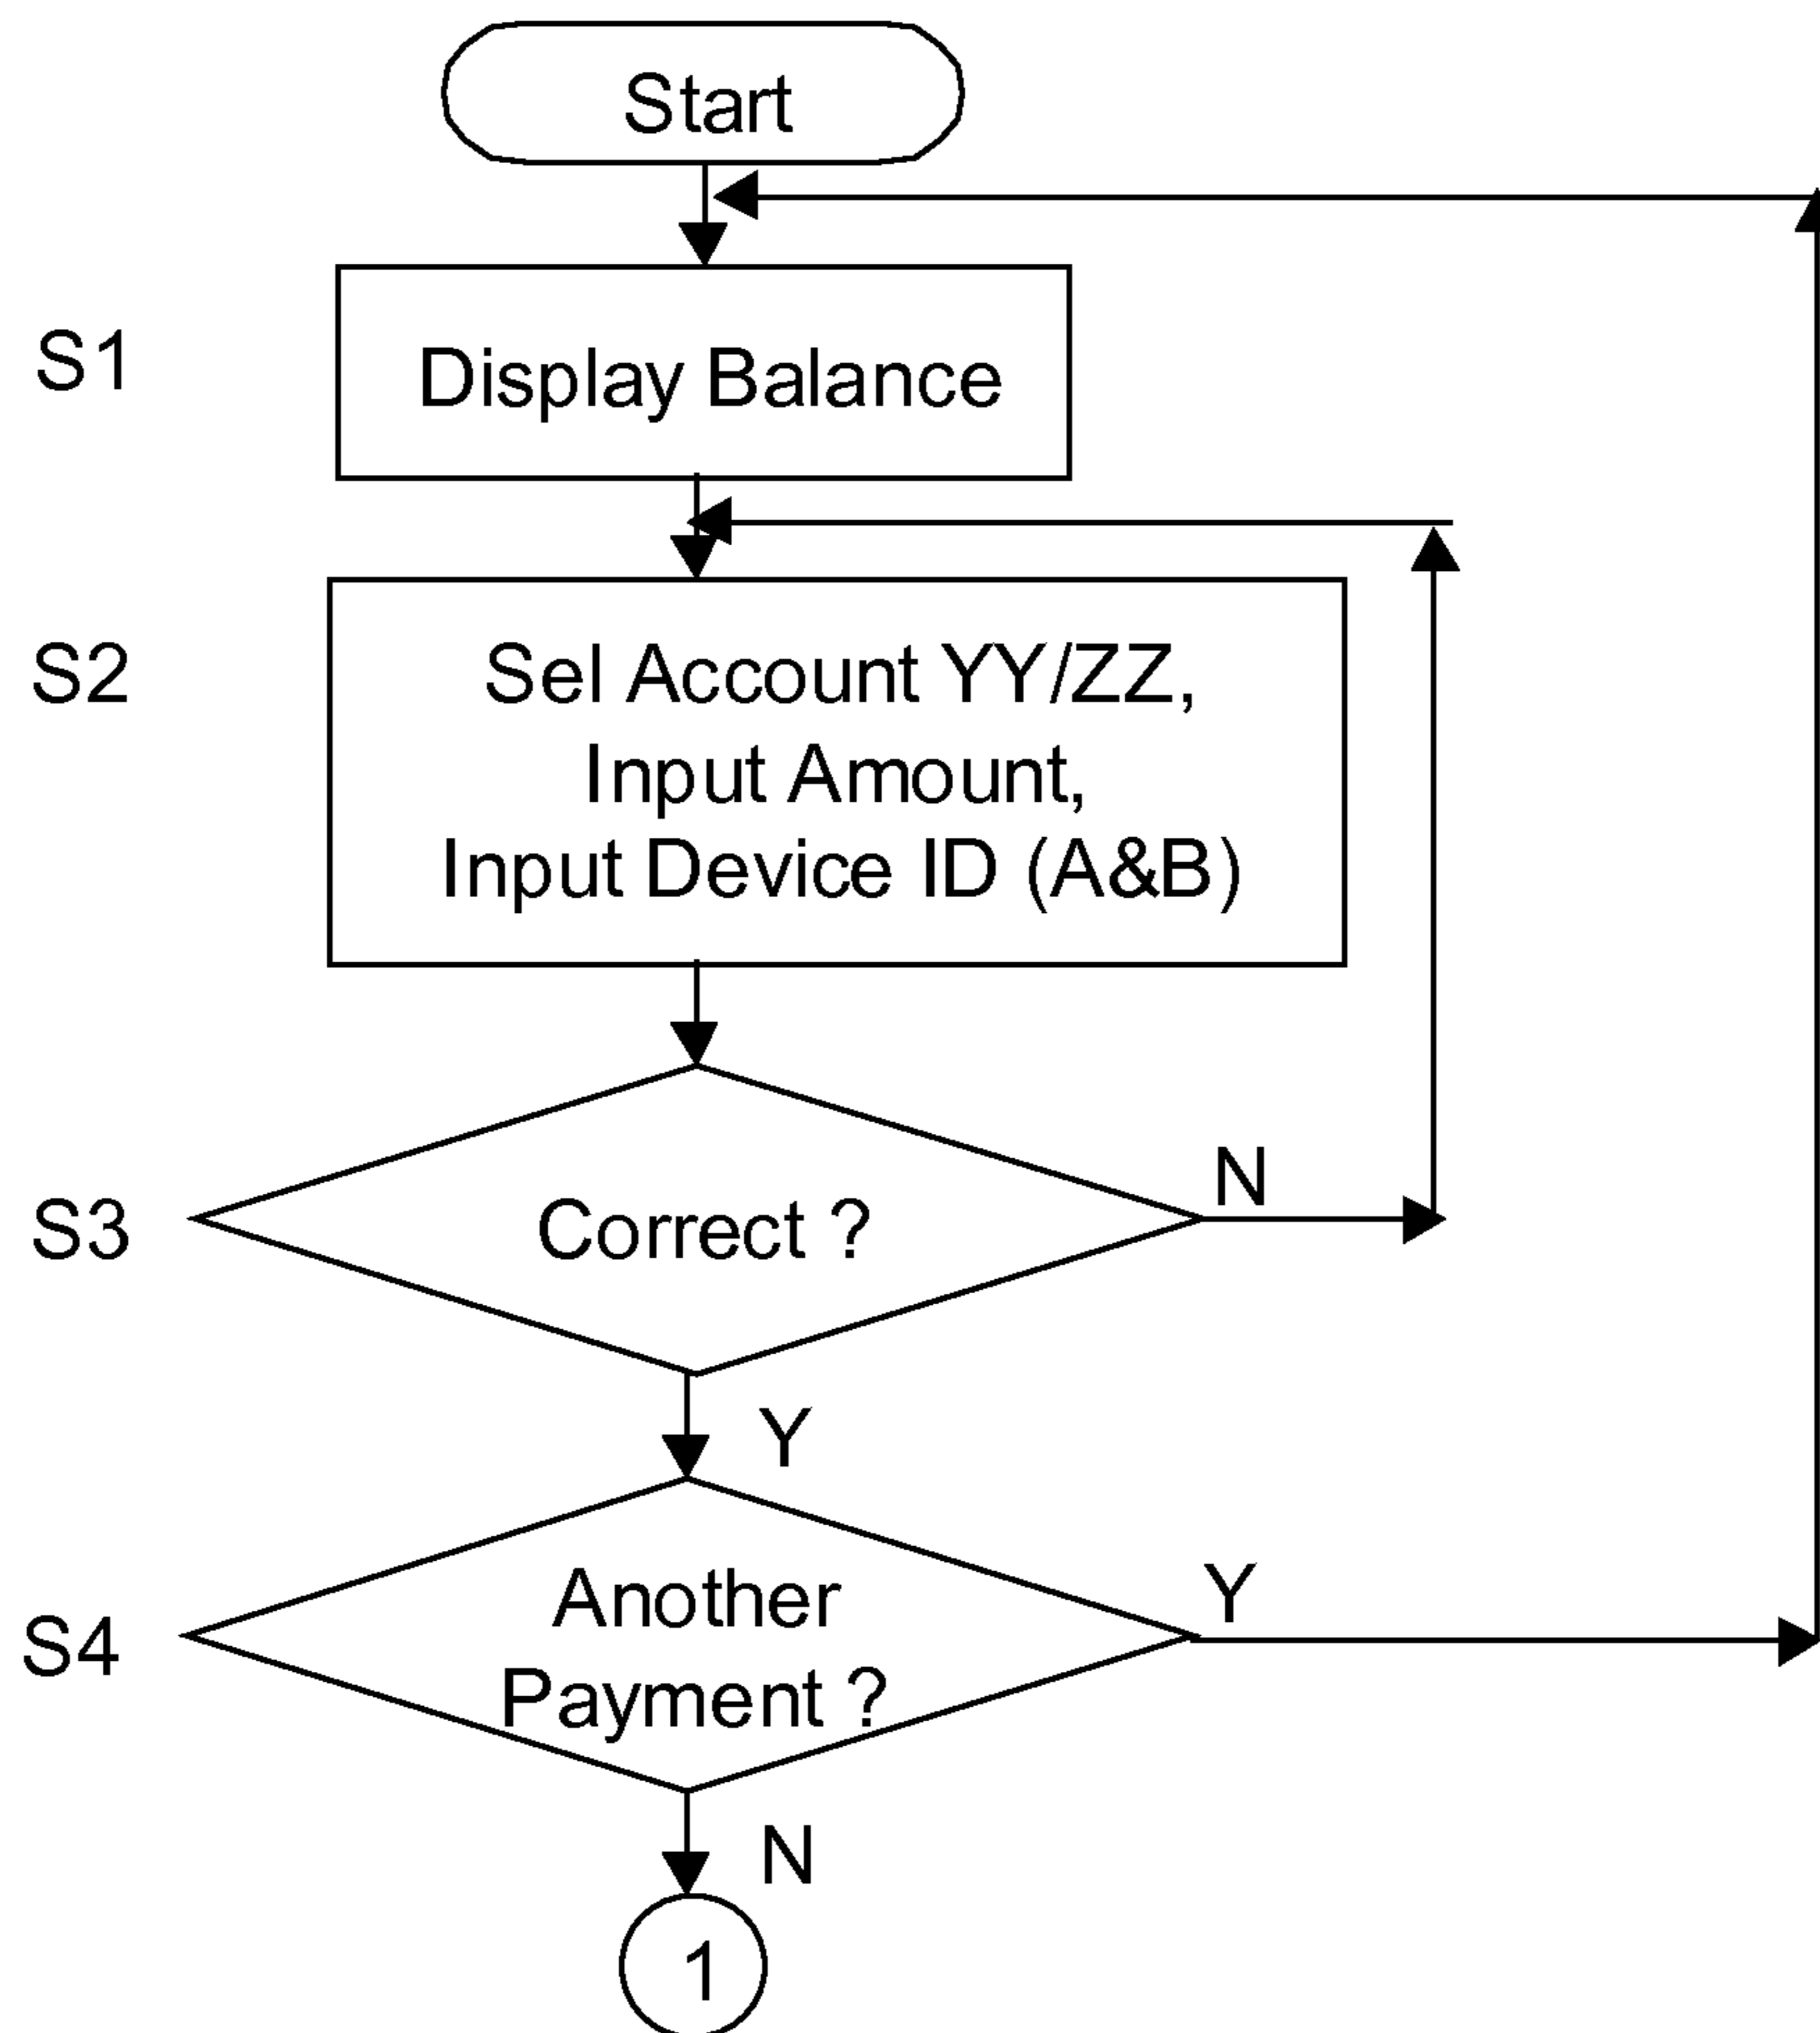 Start
S1
Display Balance
S2
Sel Account YY/ZZ,
Input Amount,
Input Device ID (A&B)
S3
Correct ?
N
Y
S4
Another
Payment ?
Y
N
1